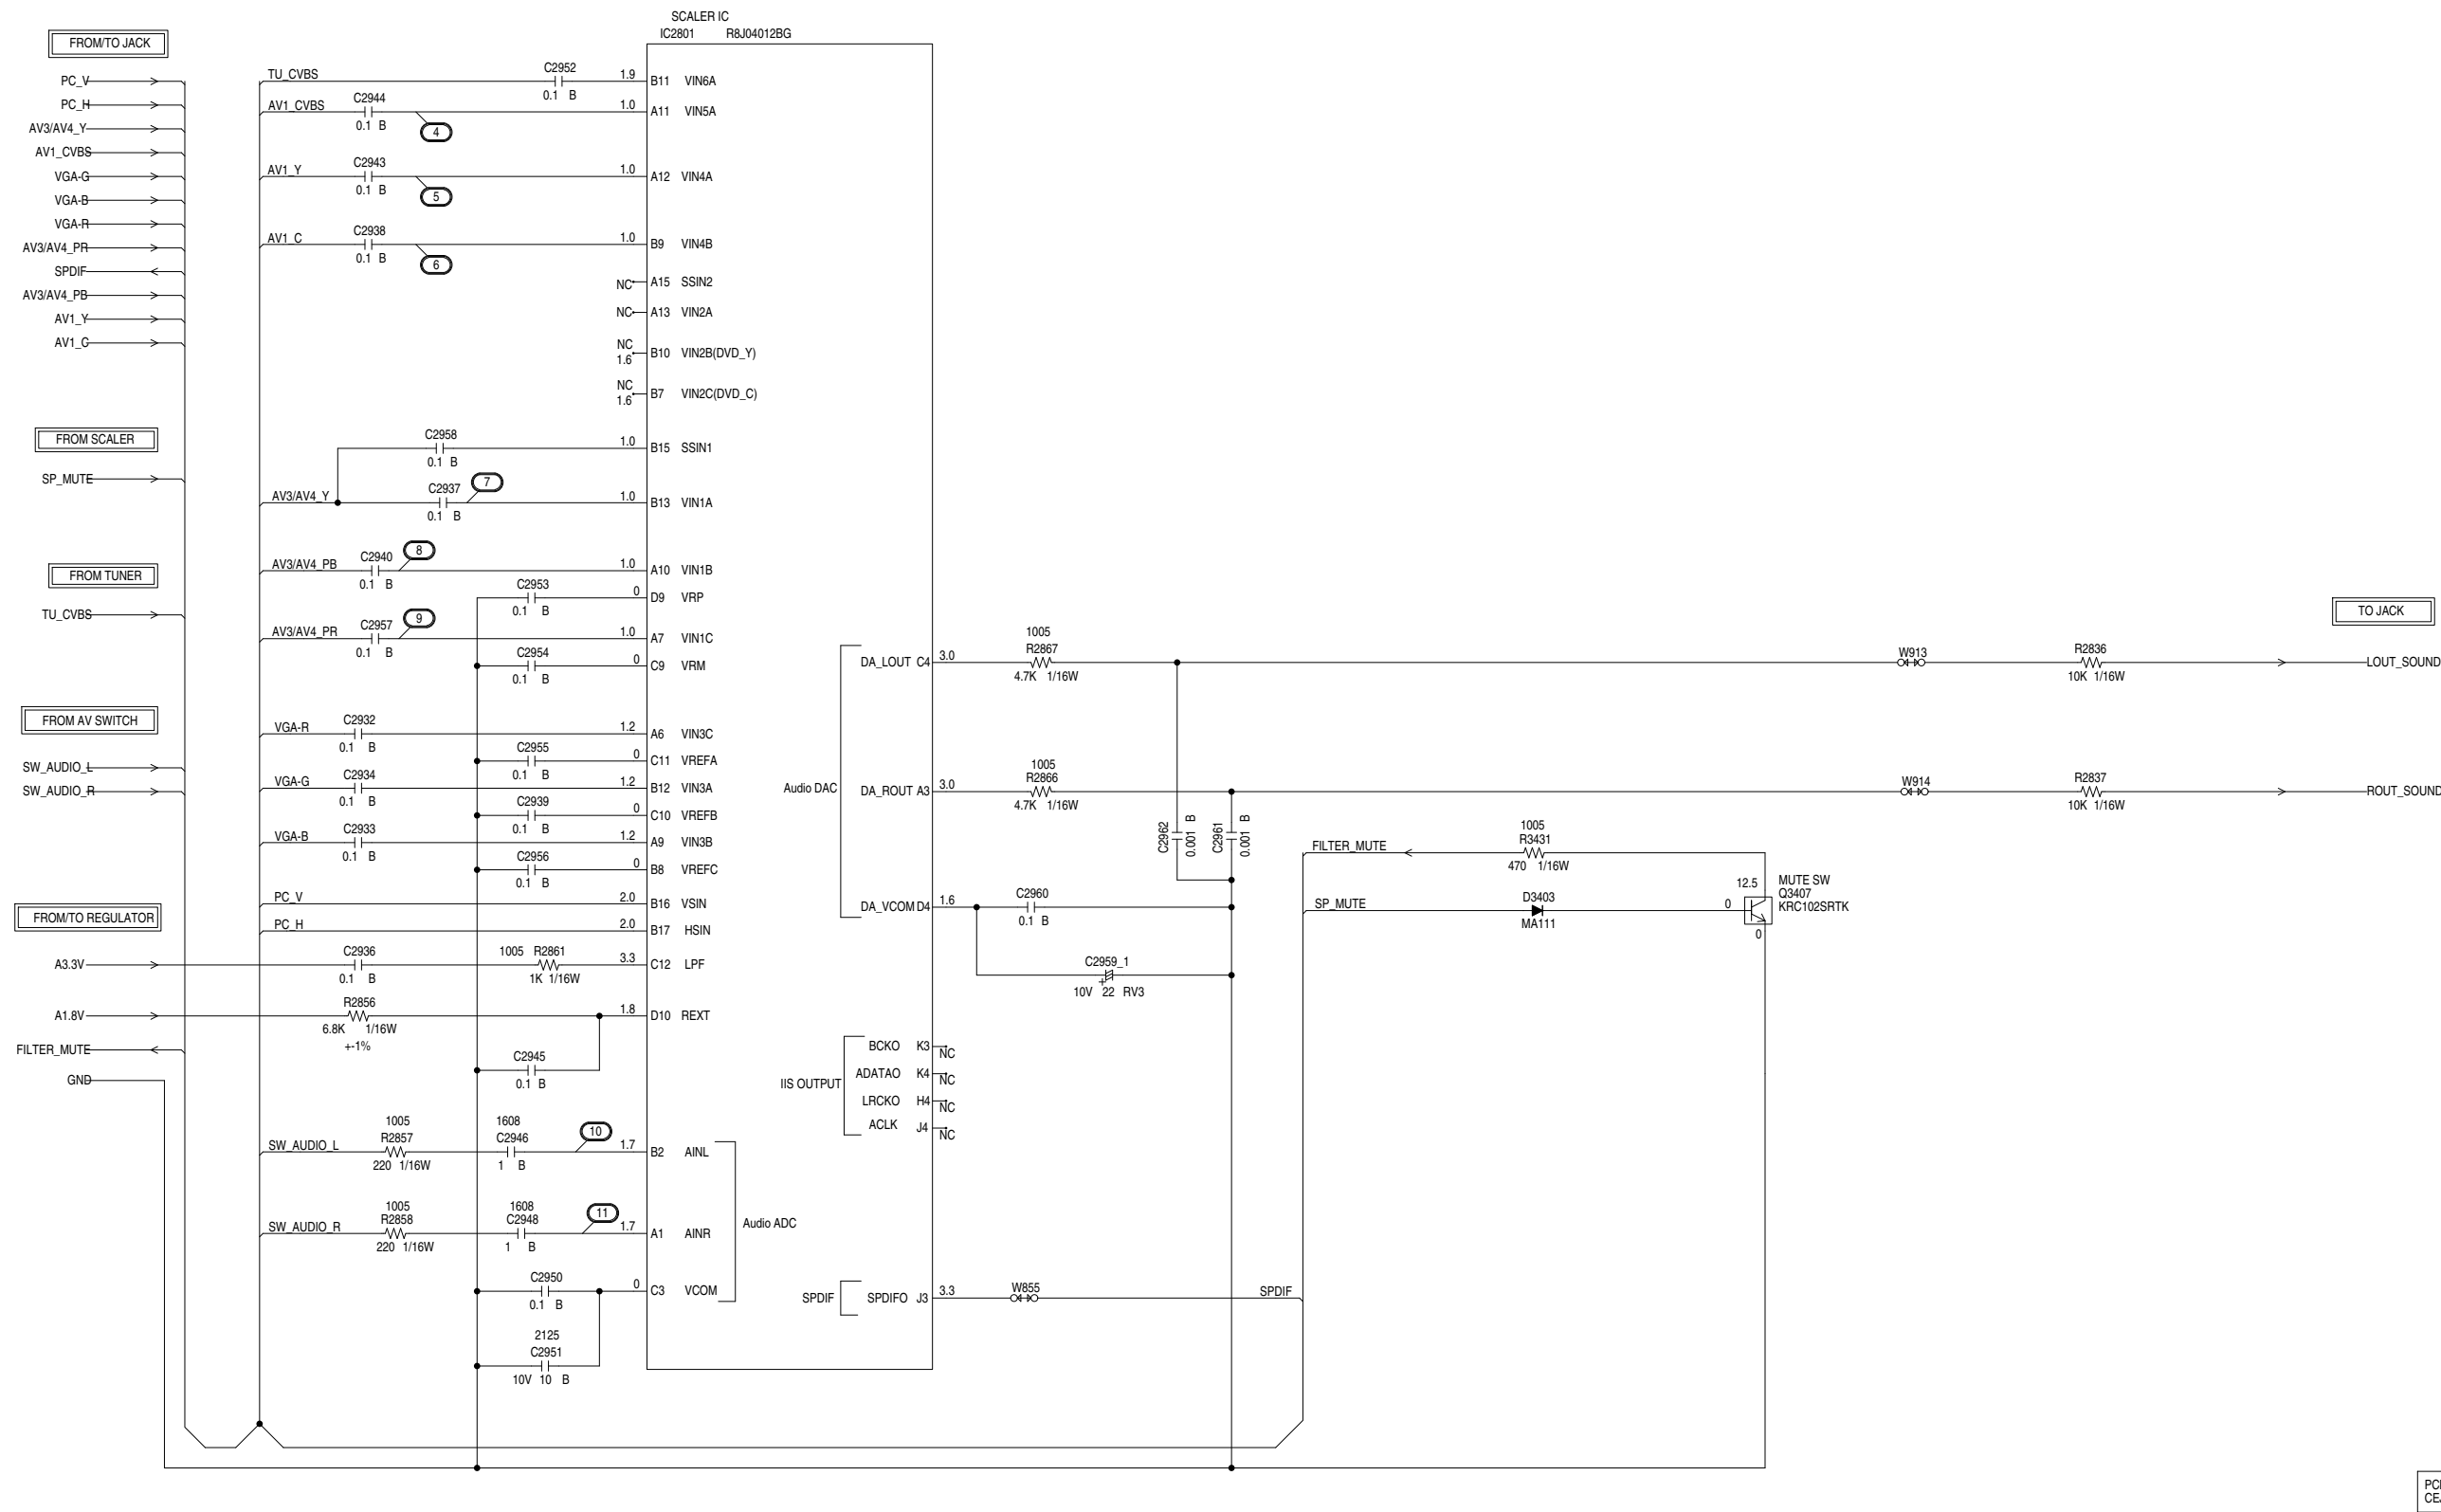 SCALER IC
IC2801 R8J04012BG
FROM/TO JACK
PC_V
PC_H
AV3/AV4_Y
AV1_CVBS
VGA-G
VGA-B
VGA-R
AV3/AV4_PR
SPDIF
AV3/AV4_PB
AV1_Y
AV1_C
FROM SCALER
SP_MUTE
FROM TUNER
TU_CVBS
FROM AV SWITCH
SW_AUDIO_L
SW_AUDIO_R
FROM/TO REGULATOR
A3.3V
A1.8V
FILTER_MUTE
GND
TU_CVBS C2952 0.1 B 1.9 B11 VIN6A
AV1_CVBS C2944 0.1 B 4 1.0 A11 VIN5A
AV1_Y C2943 0.1 B 5 1.0 A12 VIN4A
AV1_C C2938 0.1 B 6 1.0 B9 VIN4B
NC A15 SSIN2
NC A13 VIN2A
NC 1.6 B10 VIN2B(DVD_Y)
NC 1.6 B7 VIN2C(DVD_C)
C2958 0.1 B 1.0 B15 SSIN1
AV3/AV4_Y C2937 0.1 B 7 1.0 B13 VIN1A
AV3/AV4_PB C2940 0.1 B 8 1.0 A10 VIN1B
C2953 0.1 B 0 D9 VRP
AV3/AV4_PR C2957 0.1 B 9 1.0 A7 VIN1C
C2954 0.1 B 0 C9 VRM
VGA-R C2932 0.1 B 1.2 A6 VIN3C
C2955 0.1 B 0 C11 VREFA
VGA-G C2934 0.1 B 1.2 B12 VIN3A
C2939 0.1 B 0 C10 VREFB
VGA-B C2933 0.1 B 1.2 A9 VIN3B
C2956 0.1 B 0 B8 VREFC
PC_V 2.0 B16 VSIN
PC_H 2.0 B17 HSIN
C2936 0.1 B 1005 R2861 1K 1/16W 3.3 C12 LPF
R2856 6.8K 1/16W +-1% 1.8 D10 REXT
C2945 0.1 B
SW_AUDIO_L 1005 R2857 220 1/16W 1608 C2946 1 B 10 1.7 B2 AINL
SW_AUDIO_R 1005 R2858 220 1/16W 1608 C2948 1 B 11 1.7 A1 AINR
Audio ADC
C2950 0.1 B 0 C3 VCOM
2125 C2951 10V 10 B
Audio DAC
DA_LOUT C4 3.0 1005 R2867 4.7K 1/16W W913 R2836 10K 1/16W LOUT_SOUND
TO JACK
DA_ROUT A3 3.0 1005 R2866 4.7K 1/16W W914 R2837 10K 1/16W ROUT_SOUND
C2962 0.001 B
C2961 0.001 B
DA_VCOM D4 1.6 C2960 0.1 B
C2959_1 + 10V 22 RV3
FILTER_MUTE 1005 R3431 470 1/16W
SP_MUTE D3403 MA111
12.5 0 0
MUTE SW
Q3407
KRC102SRTK
IIS OUTPUT
BCKO K3 NC
ADATAO K4 NC
LRCKO H4 NC
ACLK J4 NC
SPDIF SPDIFO J3 3.3 W855 SPDIF